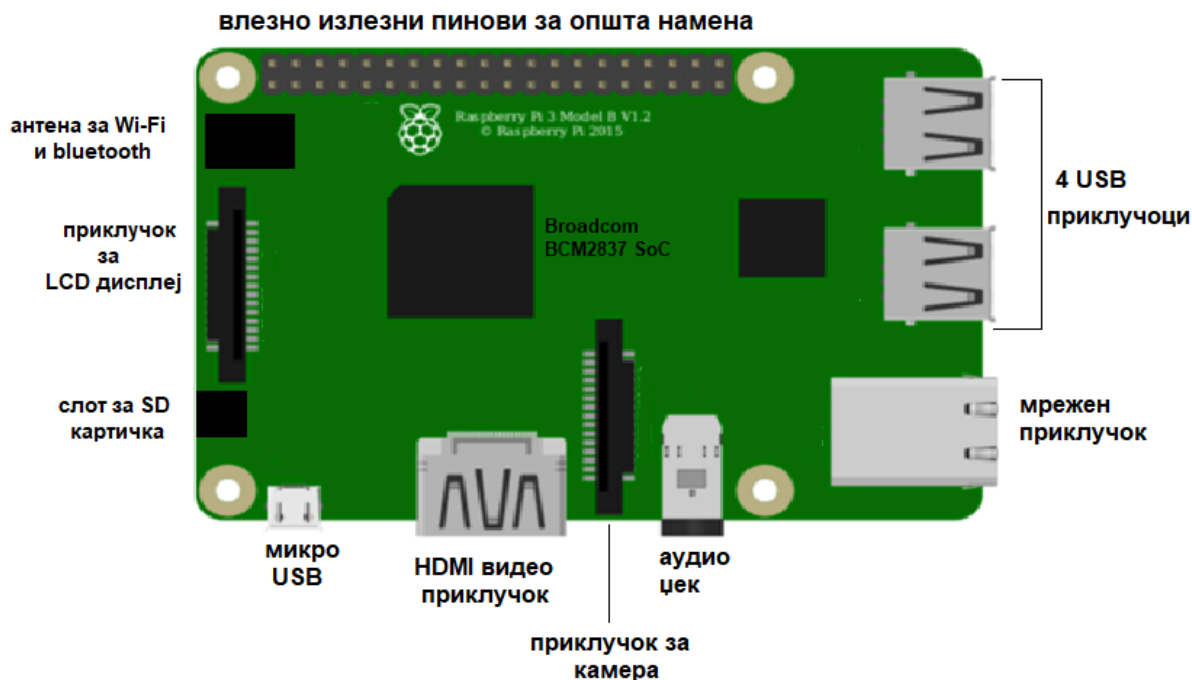 влезно излезни пинови за општа намена
Raspberry Pi 3 Model B V1.2
© Raspberry Pi 2015
антена за Wi-Fi
и bluetooth
4 USB
приклучоци
приклучок
за
LCD дисплеј
Broadcom
BCM2837 SoC
слот за SD
картичка
мрежен
приклучок
микро
USB
HDMI видео
приклучок
аудио
џек
приклучок за
камера